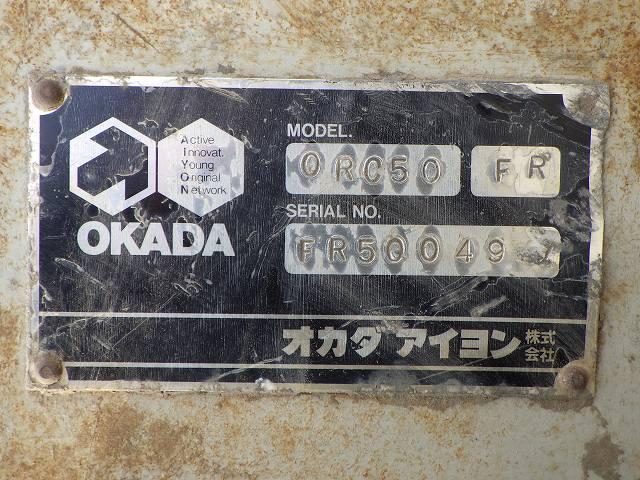 Active
Innovat.
Young
Original
Network
OKADA
MODEL.
ORC50 FR
SERIAL NO.
FR50049
オカダ アイヨン 株式会社